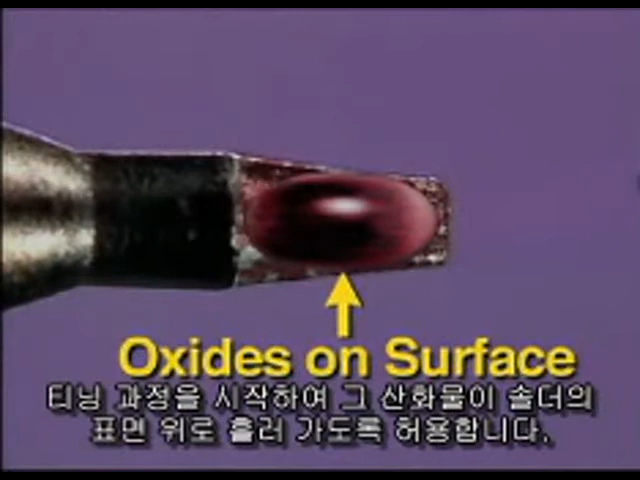 Oxides on Surface
티닝 과정을 시작하여 그 산화물이 솔더의
표면 위로 흘러 가도록 허용합니다.